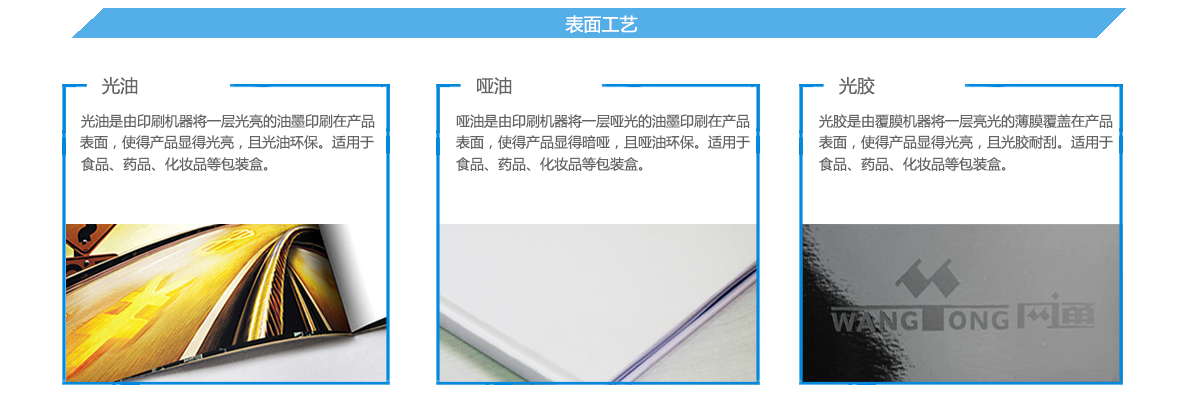 表面工艺
光油
光油是由印刷机器将一层光亮的油墨印刷在产品
表面，使得产品显得光亮，且光油环保。适用于
食品、药品、化妆品等包装盒。
哑油
哑油是由印刷机器将一层哑光的油墨印刷在产品
表面，使得产品显得暗哑，且哑油环保。适用于
食品、药品、化妆品等包装盒。
光胶
光胶是由覆膜机器将一层亮光的薄膜覆盖在产品
表面，使得产品显得光亮，且光胶耐刮。适用于
食品、药品、化妆品等包装盒。
WANG TONG 网通